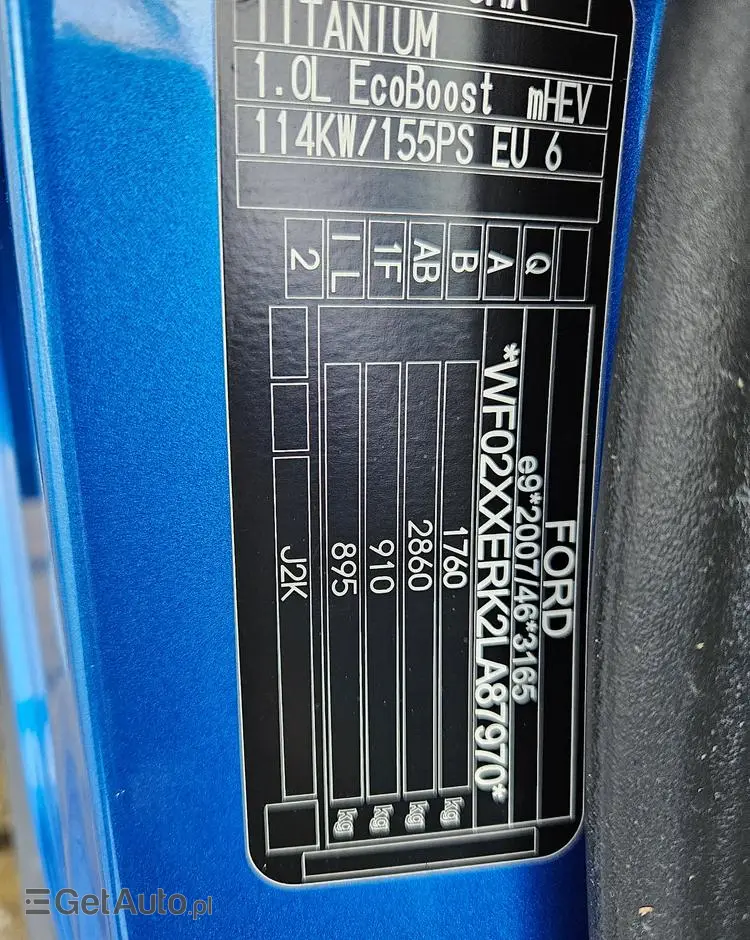 TITANIUM
1.0L EcoBoost mHEV
114KW/155PS EU 6
Q
A
B
AB
1F
I L
2
FORD
e9*2007/46*3165
*WF02XXERK2LA87970*
1760 kg
2860 kg
910 kg
895 kg
J2K
GetAuto.pl